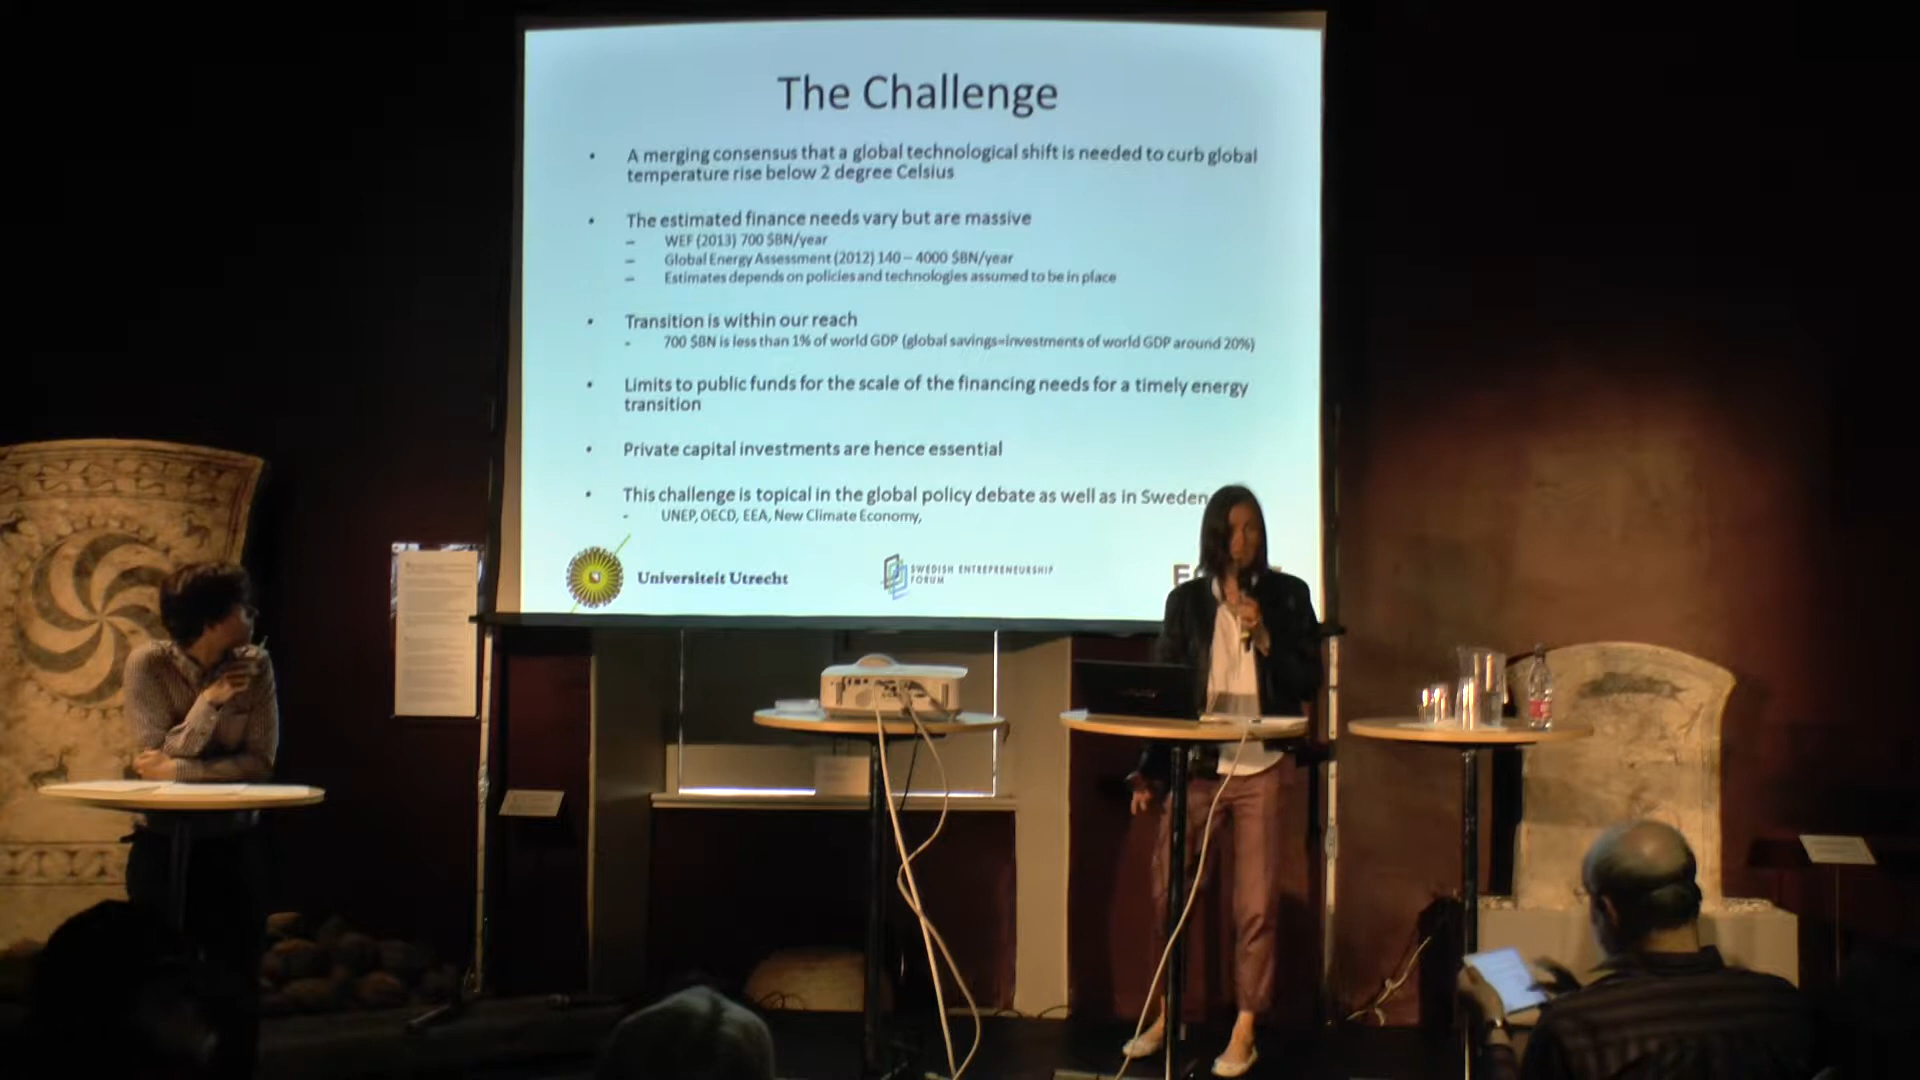 The Challenge
• A merging consensus that a global technological shift is needed to curb global
temperature rise below 2 degree Celsius
• The estimated finance needs vary but are massive
– WEF (2013) 700 $BN/year
– Global Energy Assessment (2012) 140 – 4000 $BN/year
– Estimates depends on policies and technologies assumed to be in place
• Transition is within our reach
- 700 $BN is less than 1% of world GDP (global savings=investments of world GDP around 20%)
• Limits to public funds for the scale of the financing needs for a timely energy
transition
• Private capital investments are hence essential
• This challenge is topical in the global policy debate as well as in Sweden
- UNEP, OECD, EEA, New Climate Economy,
Universiteit Utrecht
SWEDISH ENTREPRENEURSHIP
FORUM